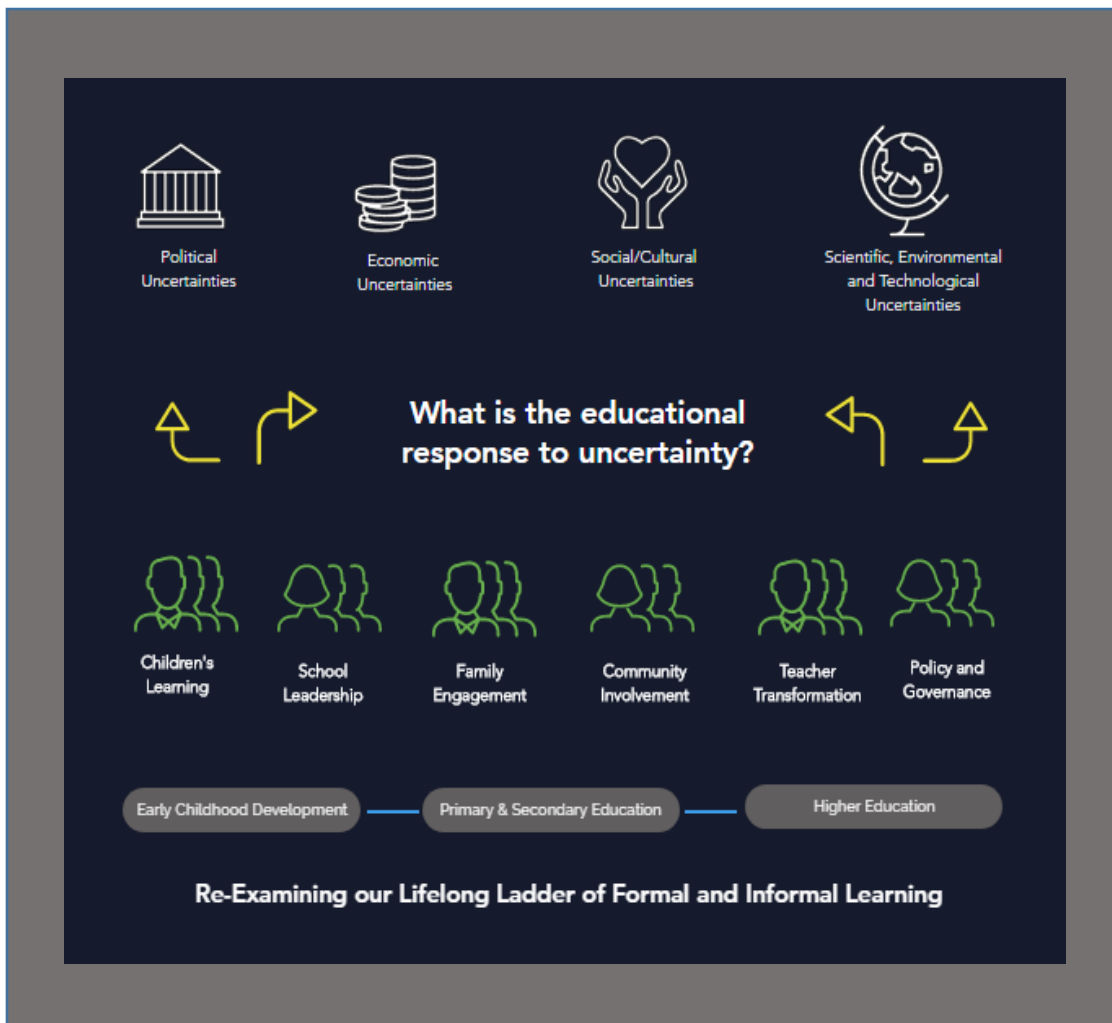 Political
Uncertainties
Economic
Uncertainties
Social/Cultural
Uncertainties
Scientific, Environmental
and Technological
Uncertainties
What is the educational
response to uncertainty?
Children's
Learning
School
Leadership
Family
Engagement
Community
Involvement
Teacher
Transformation
Policy and
Governance
Early Childhood Development
Primary & Secondary Education
Higher Education
Re-Examining our Lifelong Ladder of Formal and Informal Learning